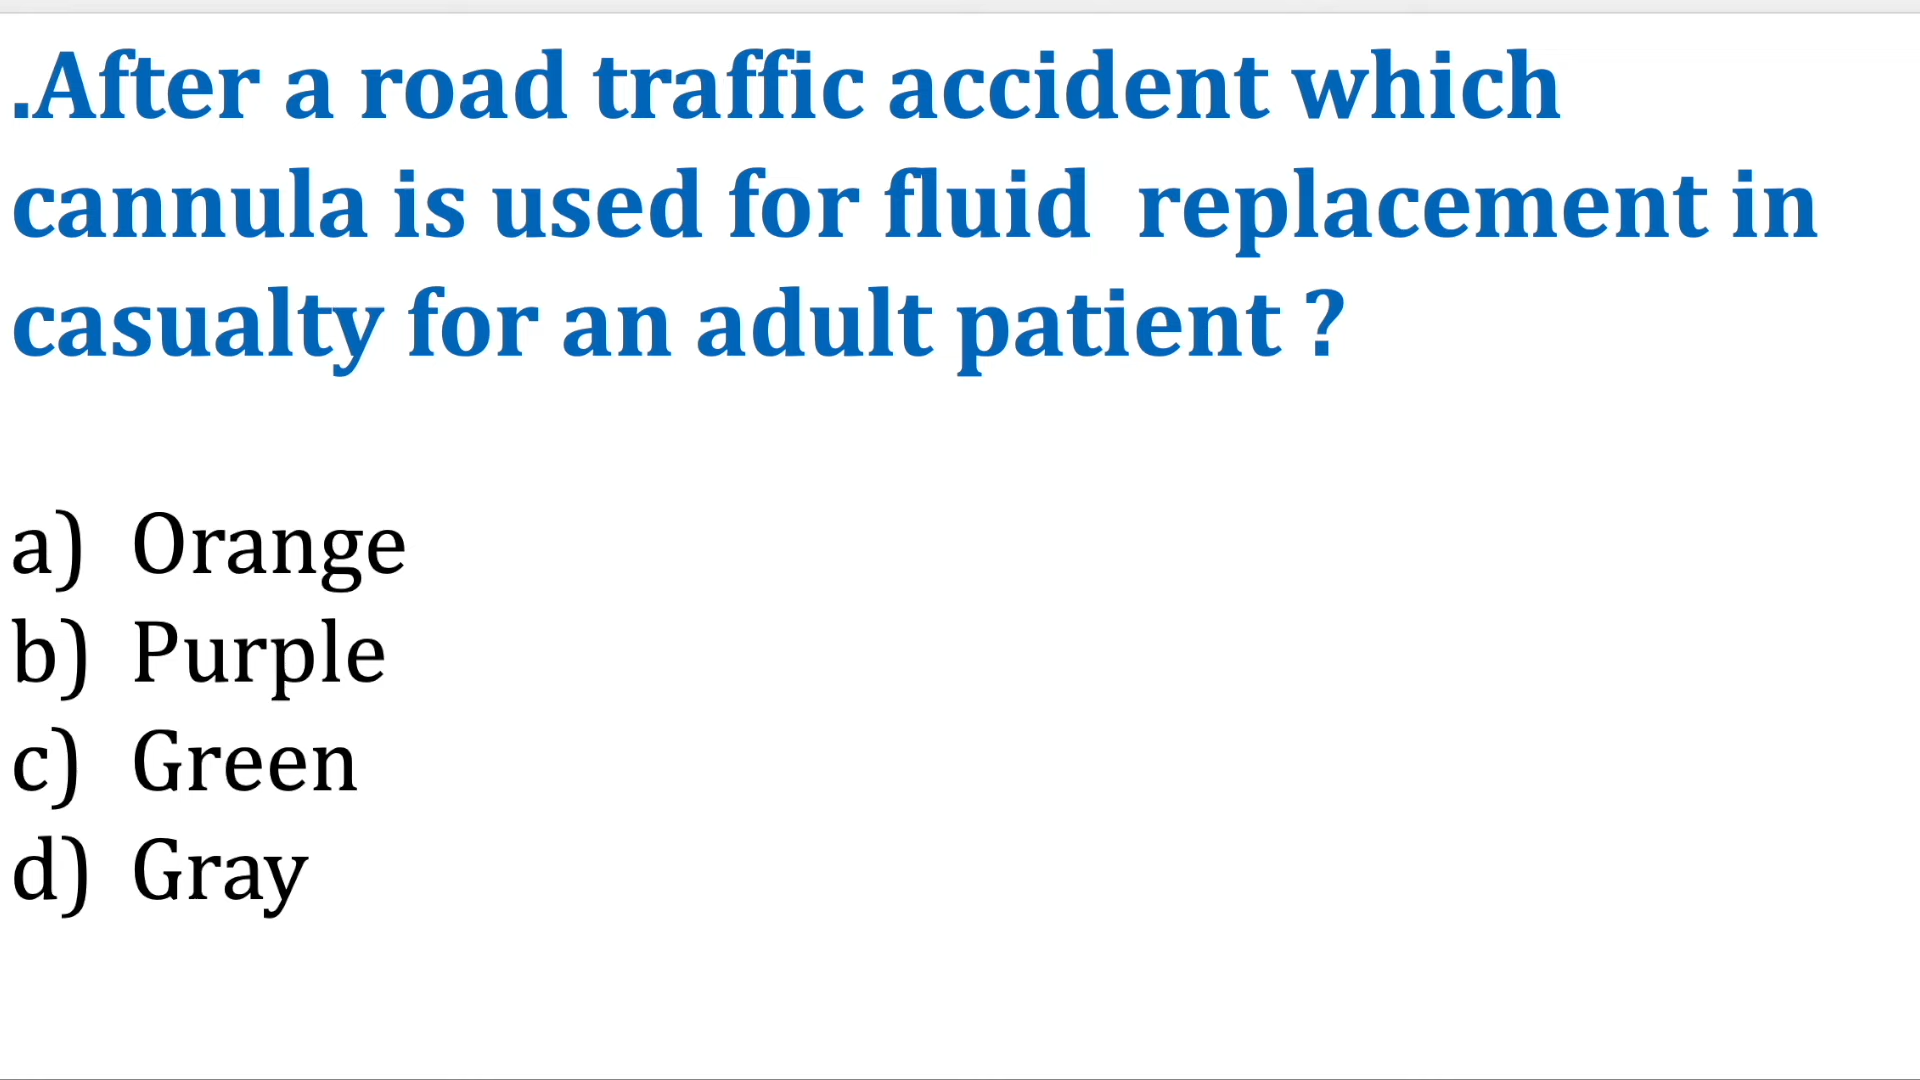 .After a road traffic accident which
cannula is used for fluid  replacement in
casualty for an adult patient ?
a) Orange
b) Purple
c) Green
d) Gray